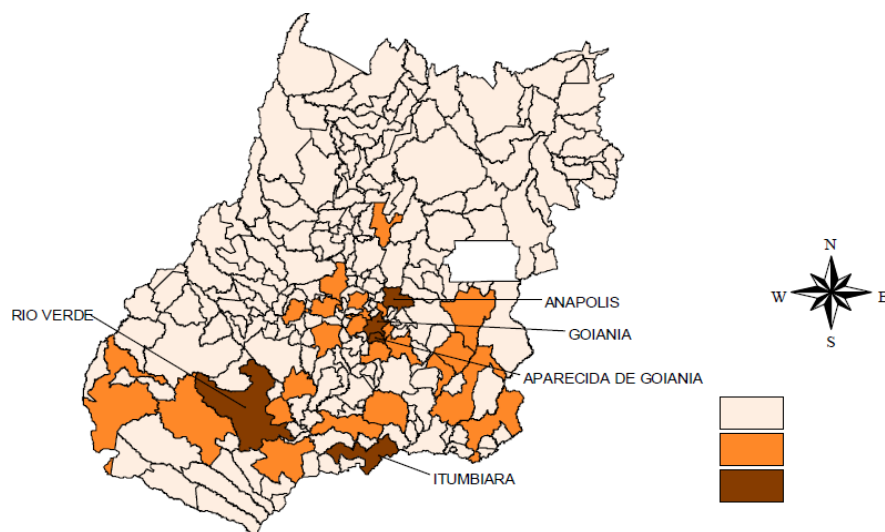 N
W
E
S
ANAPOLIS
RIO VERDE
GOIANIA
APARECIDA DE GOIANIA
ITUMBIARA